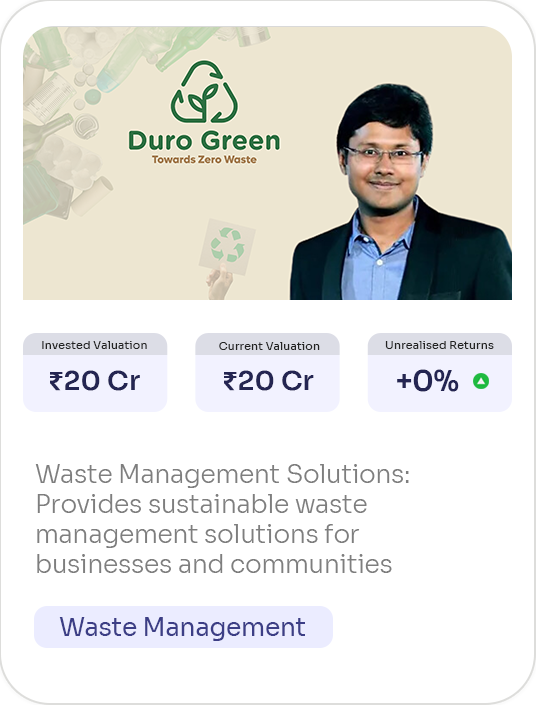 Duro Green
Towards Zero Waste
Invested Valuation
Current Valuation
Unrealised Returns
₹20 Cr
₹20 Cr
+0%
Waste Management Solutions:
Provides sustainable waste
management solutions for
businesses and communities
Waste Management